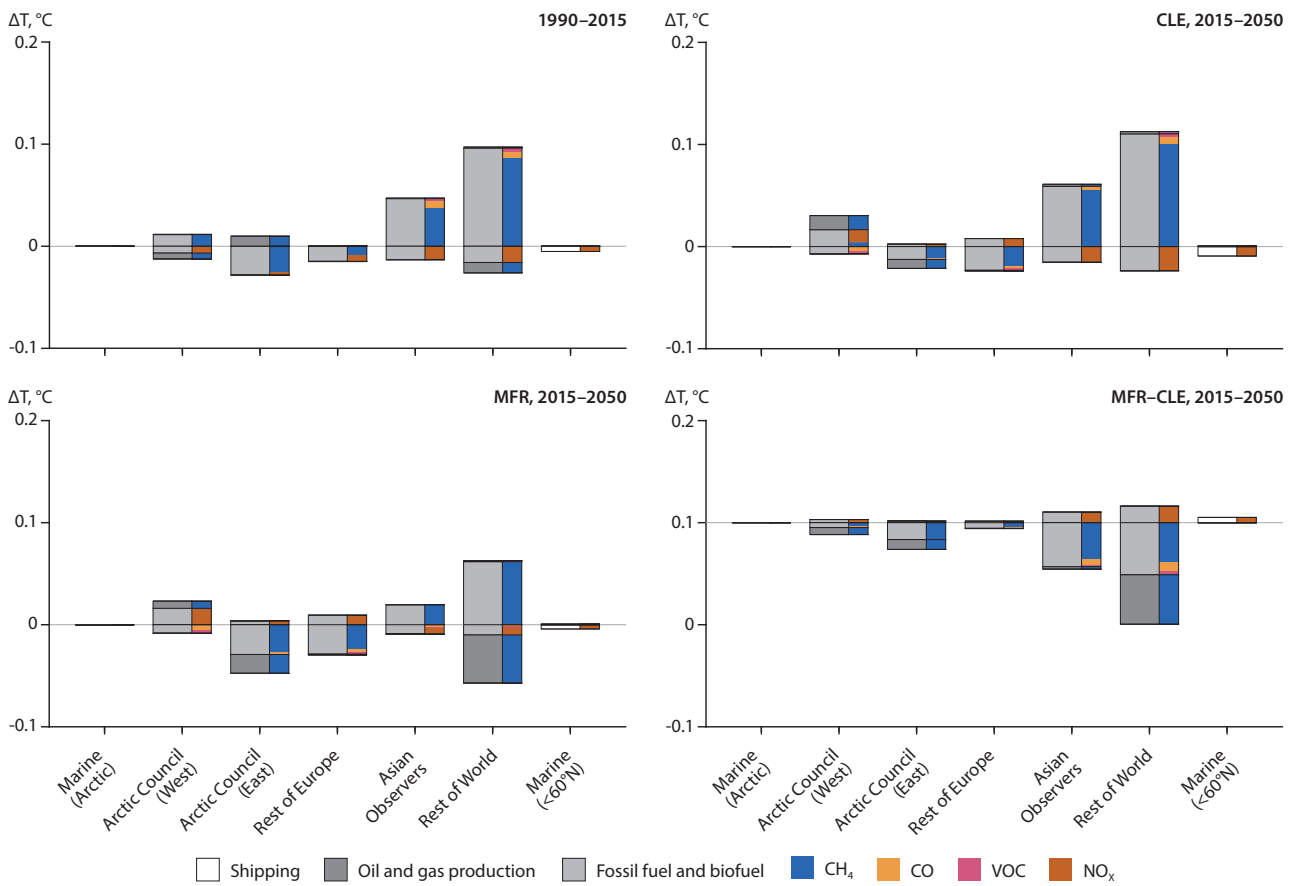 ΔT, °C
1990–2015
0.2
0.1
0
-0.1
ΔT, °C
CLE, 2015–2050
0.2
0.1
0
-0.1
ΔT, °C
MFR, 2015–2050
0.2
0.1
0
-0.1
Marine
(Arctic)
Arctic Council
(West)
Arctic Council
(East)
Rest of Europe
Asian
Observers
Rest of World
Marine
(<60°N)
ΔT, °C
MFR–CLE, 2015–2050
0.2
0.1
0
-0.1
Marine
(Arctic)
Arctic Council
(West)
Arctic Council
(East)
Rest of Europe
Asian
Observers
Rest of World
Marine
(<60°N)
Shipping Oil and gas production Fossil fuel and biofuel CH₄ CO VOC NOₓ